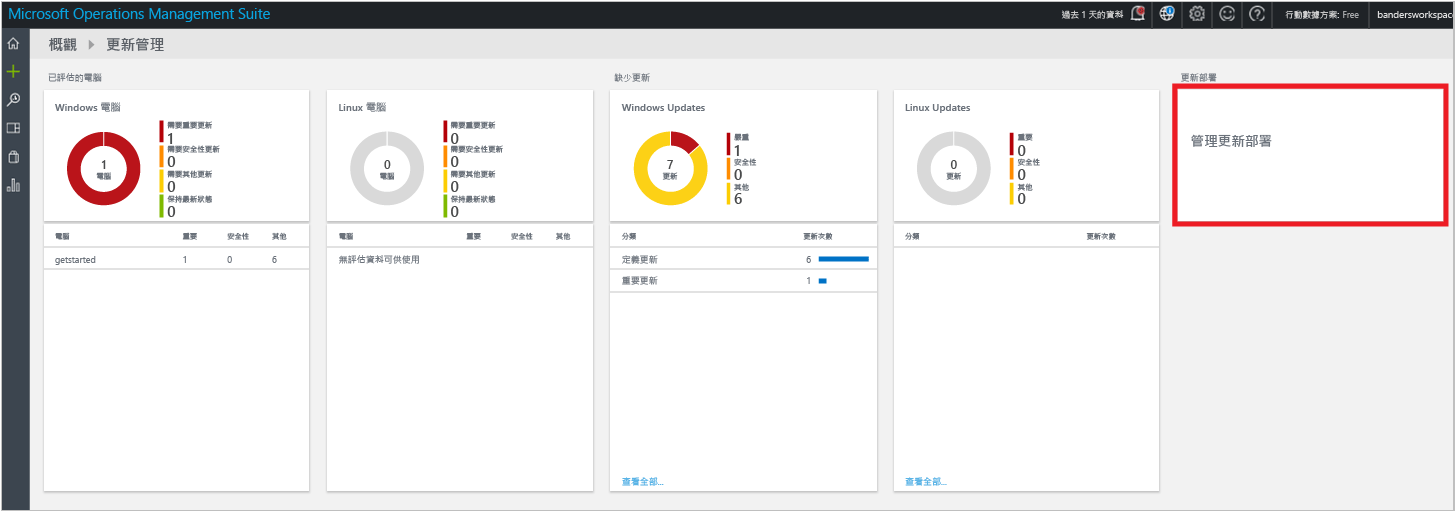 Microsoft Operations Management Suite
過去 1 天的資料
行動數據方案: Free
bandersworkspac
概觀 更新管理
已評估的電腦
Windows 電腦
1
電腦
需要重要更新
1
需要安全性更新
0
需要其他更新
0
保持最新狀態
0
電腦 重要 安全性 其他
getstarted 1 0 6
Linux 電腦
0
電腦
需要重要更新
0
需要安全性更新
0
需要其他更新
0
保持最新狀態
0
電腦 重要 安全性 其他
無評估資料可供使用
缺少更新
Windows Updates
7
更新
嚴重
1
安全性
0
其他
6
分類 更新次數
定義更新 6
重要更新 1
查看全部...
Linux Updates
0
更新
重要
0
安全性
0
其他
0
分類 更新次數
查看全部...
更新部署
管理更新部署